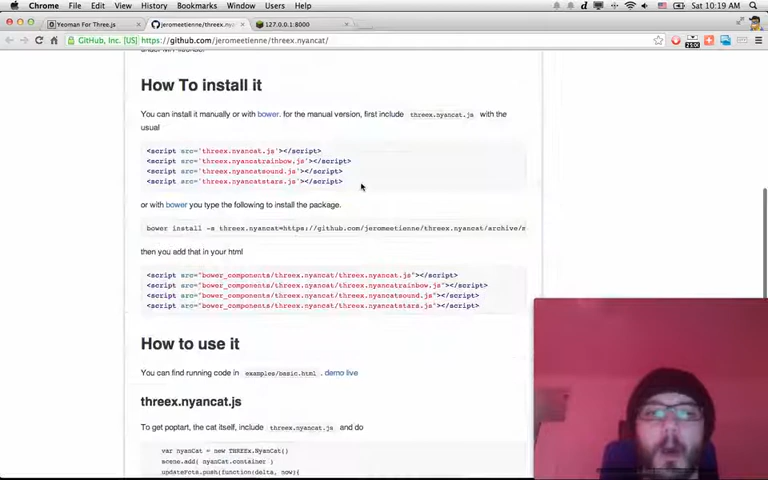 Chrome File Edit View History Bookmarks Window Users Help
Sat 10:19 AM
Yeoman For Three.js
jeromeetienne/threex.nyan
127.0.0.1:8000
GitHub, Inc. [US] https://github.com/jeromeetienne/threex.nyancat/
How To install it
You can install it manually or with bower. for the manual version, first include threex.nyancat.js with the
usual
<script src='threex.nyancat.js'></script>
<script src='threex.nyancatrainbow.js'></script>
<script src='threex.nyancatsound.js'></script>
<script src='threex.nyancatstars.js'></script>
or with bower you type the following to install the package.
bower install -s threex.nyancat=https://github.com/jeromeetienne/threex.nyancat/archive/m
then you add that in your html
<script src="bower_components/threex.nyancat/threex.nyancat.js"></script>
<script src="bower_components/threex.nyancat/threex.nyancatrainbow.js"></script>
<script src="bower_components/threex.nyancat/threex.nyancatsound.js"></script>
<script src="bower_components/threex.nyancat/threex.nyancatstars.js"></script>
How to use it
You can find running code in examples/basic.html . demo live
threex.nyancat.js
To get poptart, the cat itself, include threex.nyancat.js and do
var nyanCat = new THREEx.NyanCat()
scene.add( nyanCat.container )
updateFcts.push(function(delta, now){